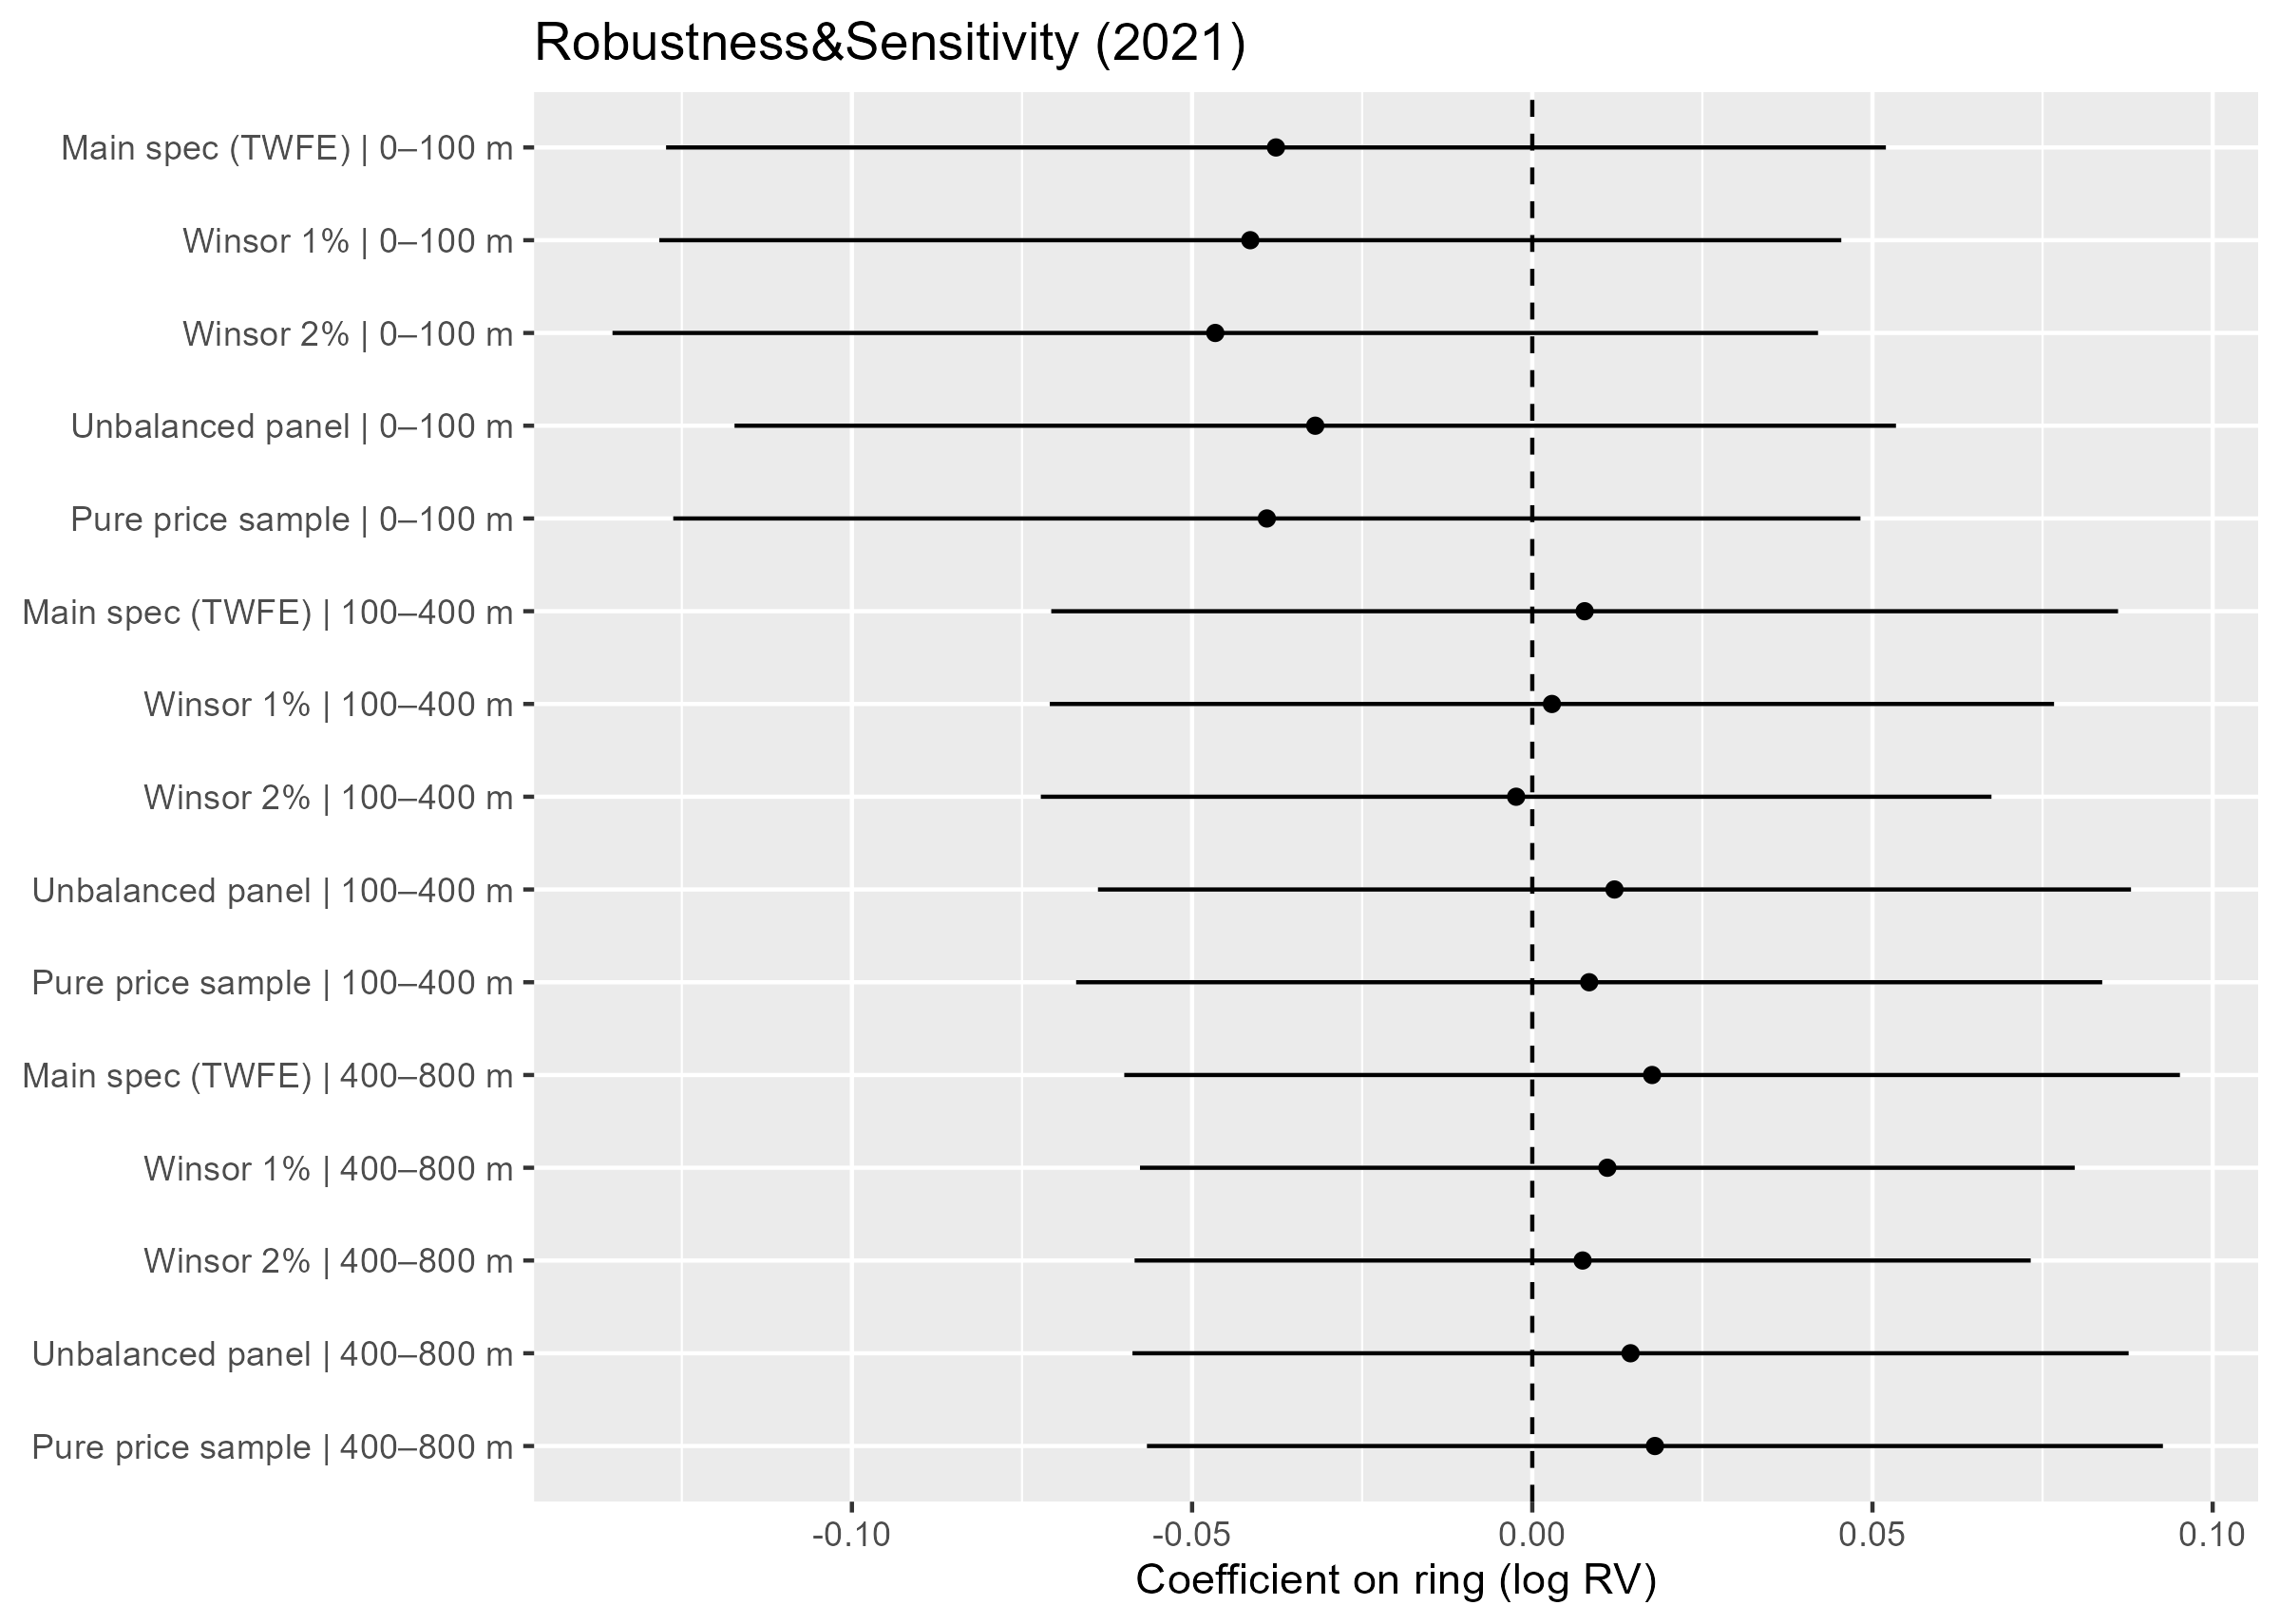 Robustness&Sensitivity (2021)
Main spec (TWFE) | 0–100 m
Winsor 1% | 0–100 m
Winsor 2% | 0–100 m
Unbalanced panel | 0–100 m
Pure price sample | 0–100 m
Main spec (TWFE) | 100–400 m
Winsor 1% | 100–400 m
Winsor 2% | 100–400 m
Unbalanced panel | 100–400 m
Pure price sample | 100–400 m
Main spec (TWFE) | 400–800 m
Winsor 1% | 400–800 m
Winsor 2% | 400–800 m
Unbalanced panel | 400–800 m
Pure price sample | 400–800 m
-0.10 -0.05 0.00 0.05 0.10
Coefficient on ring (log RV)